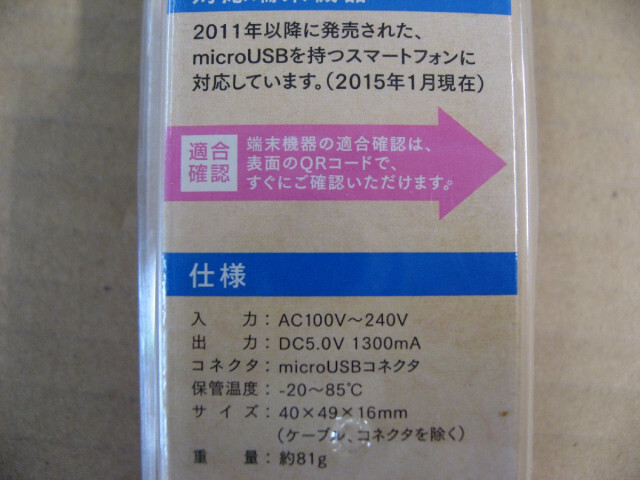 2011年以降に発売された、
microUSBを持つスマートフォンに
対応しています。(2015年1月現在)
適合
確認
端末機器の適合確認は、
表面のQRコードで、
すぐにご確認いただけます。
仕様
入　力：AC100V～240V
出　力：DC5.0V 1300mA
コネクタ：microUSBコネクタ
保管温度：-20～85℃
サイズ：40×49×16mm
(ケーブル、コネクタを除く)
重　量：約81g